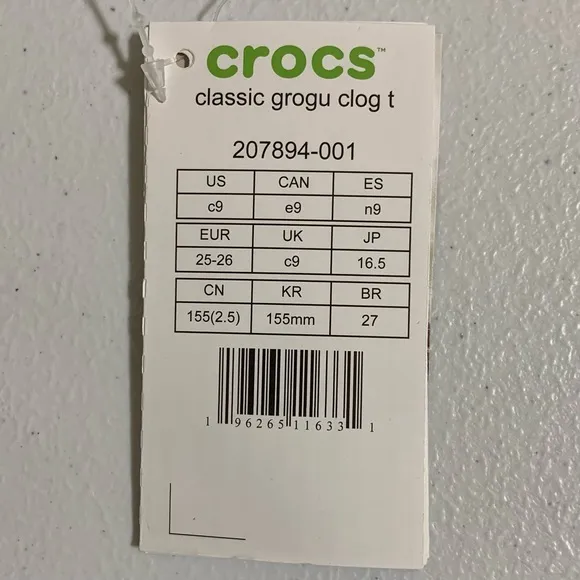 crocs™
classic grogu clog t
207894-001
US CAN ES
c9 e9 n9
EUR UK JP
25-26 c9 16.5
CN KR BR
155(2.5) 155mm 27
1 96265 11633 1